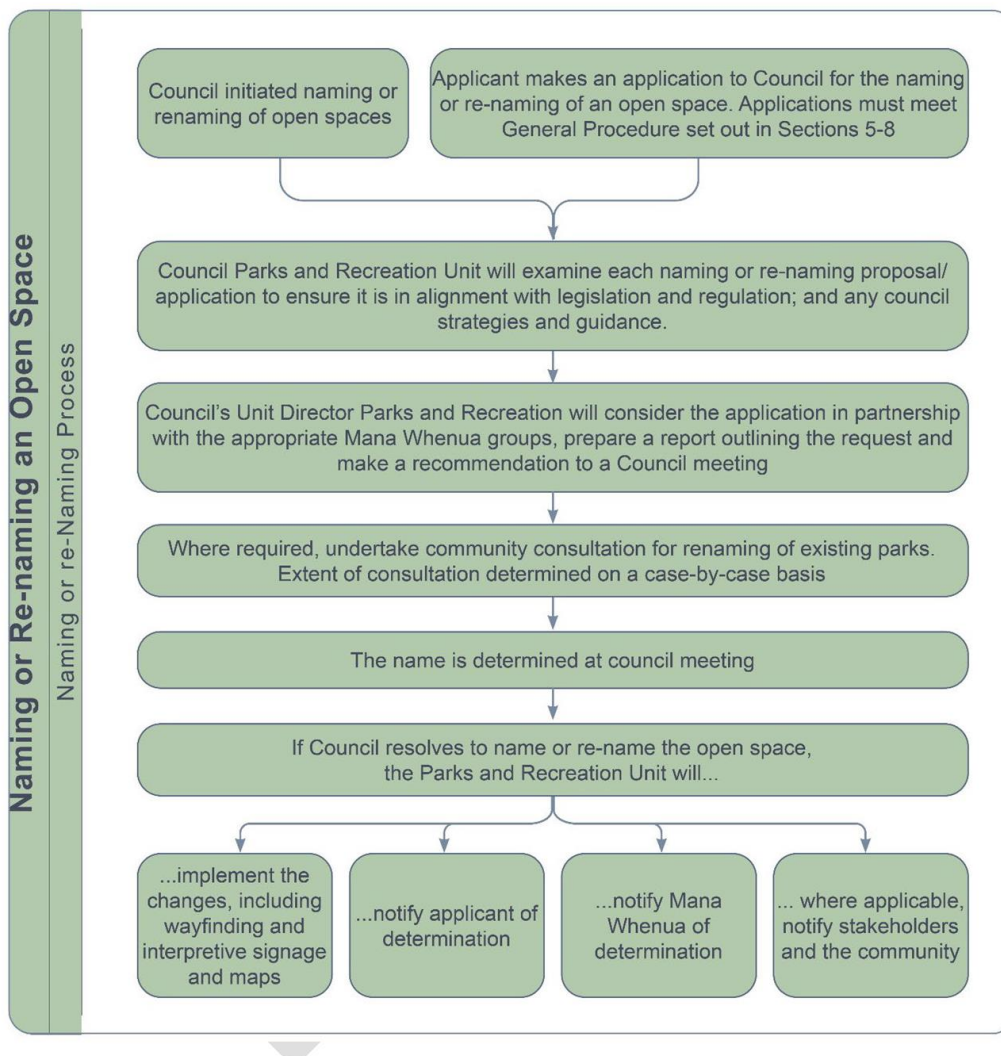 Naming or Re-naming an Open Space
Naming or re-Naming Process
Council initiated naming or
renaming of open spaces
Applicant makes an application to Council for the naming
or re-naming of an open space. Applications must meet
General Procedure set out in Sections 5-8
Council Parks and Recreation Unit will examine each naming or re-naming proposal/
application to ensure it is in alignment with legislation and regulation; and any council
strategies and guidance.
Council’s Unit Director Parks and Recreation will consider the application in partnership
with the appropriate Mana Whenua groups, prepare a report outlining the request and
make a recommendation to a Council meeting
Where required, undertake community consultation for renaming of existing parks.
Extent of consultation determined on a case-by-case basis
The name is determined at council meeting
If Council resolves to name or re-name the open space,
the Parks and Recreation Unit will...
...implement the
changes, including
wayfinding and
interpretive signage
and maps
...notify applicant of
determination
...notify Mana
Whenua of
determination
... where applicable,
notify stakeholders
and the community